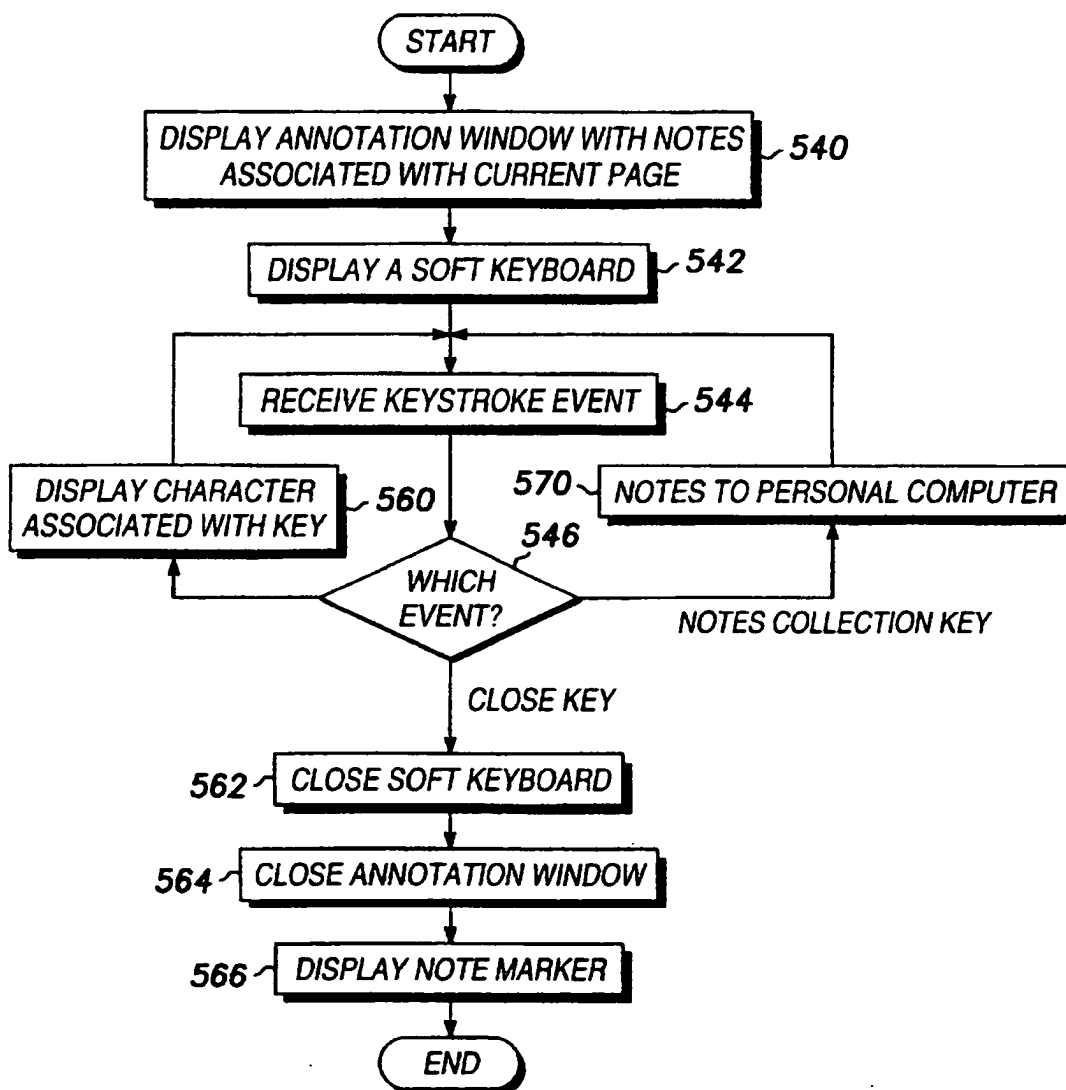 START
DISPLAY ANNOTATION WINDOW WITH NOTES
ASSOCIATED WITH CURRENT PAGE
540
DISPLAY A SOFT KEYBOARD
542
RECEIVE KEYSTROKE EVENT
544
DISPLAY CHARACTER
ASSOCIATED WITH KEY
560
570
NOTES TO PERSONAL COMPUTER
546
WHICH
EVENT?
NOTES COLLECTION KEY
CLOSE KEY
562
CLOSE SOFT KEYBOARD
564
CLOSE ANNOTATION WINDOW
566
DISPLAY NOTE MARKER
END